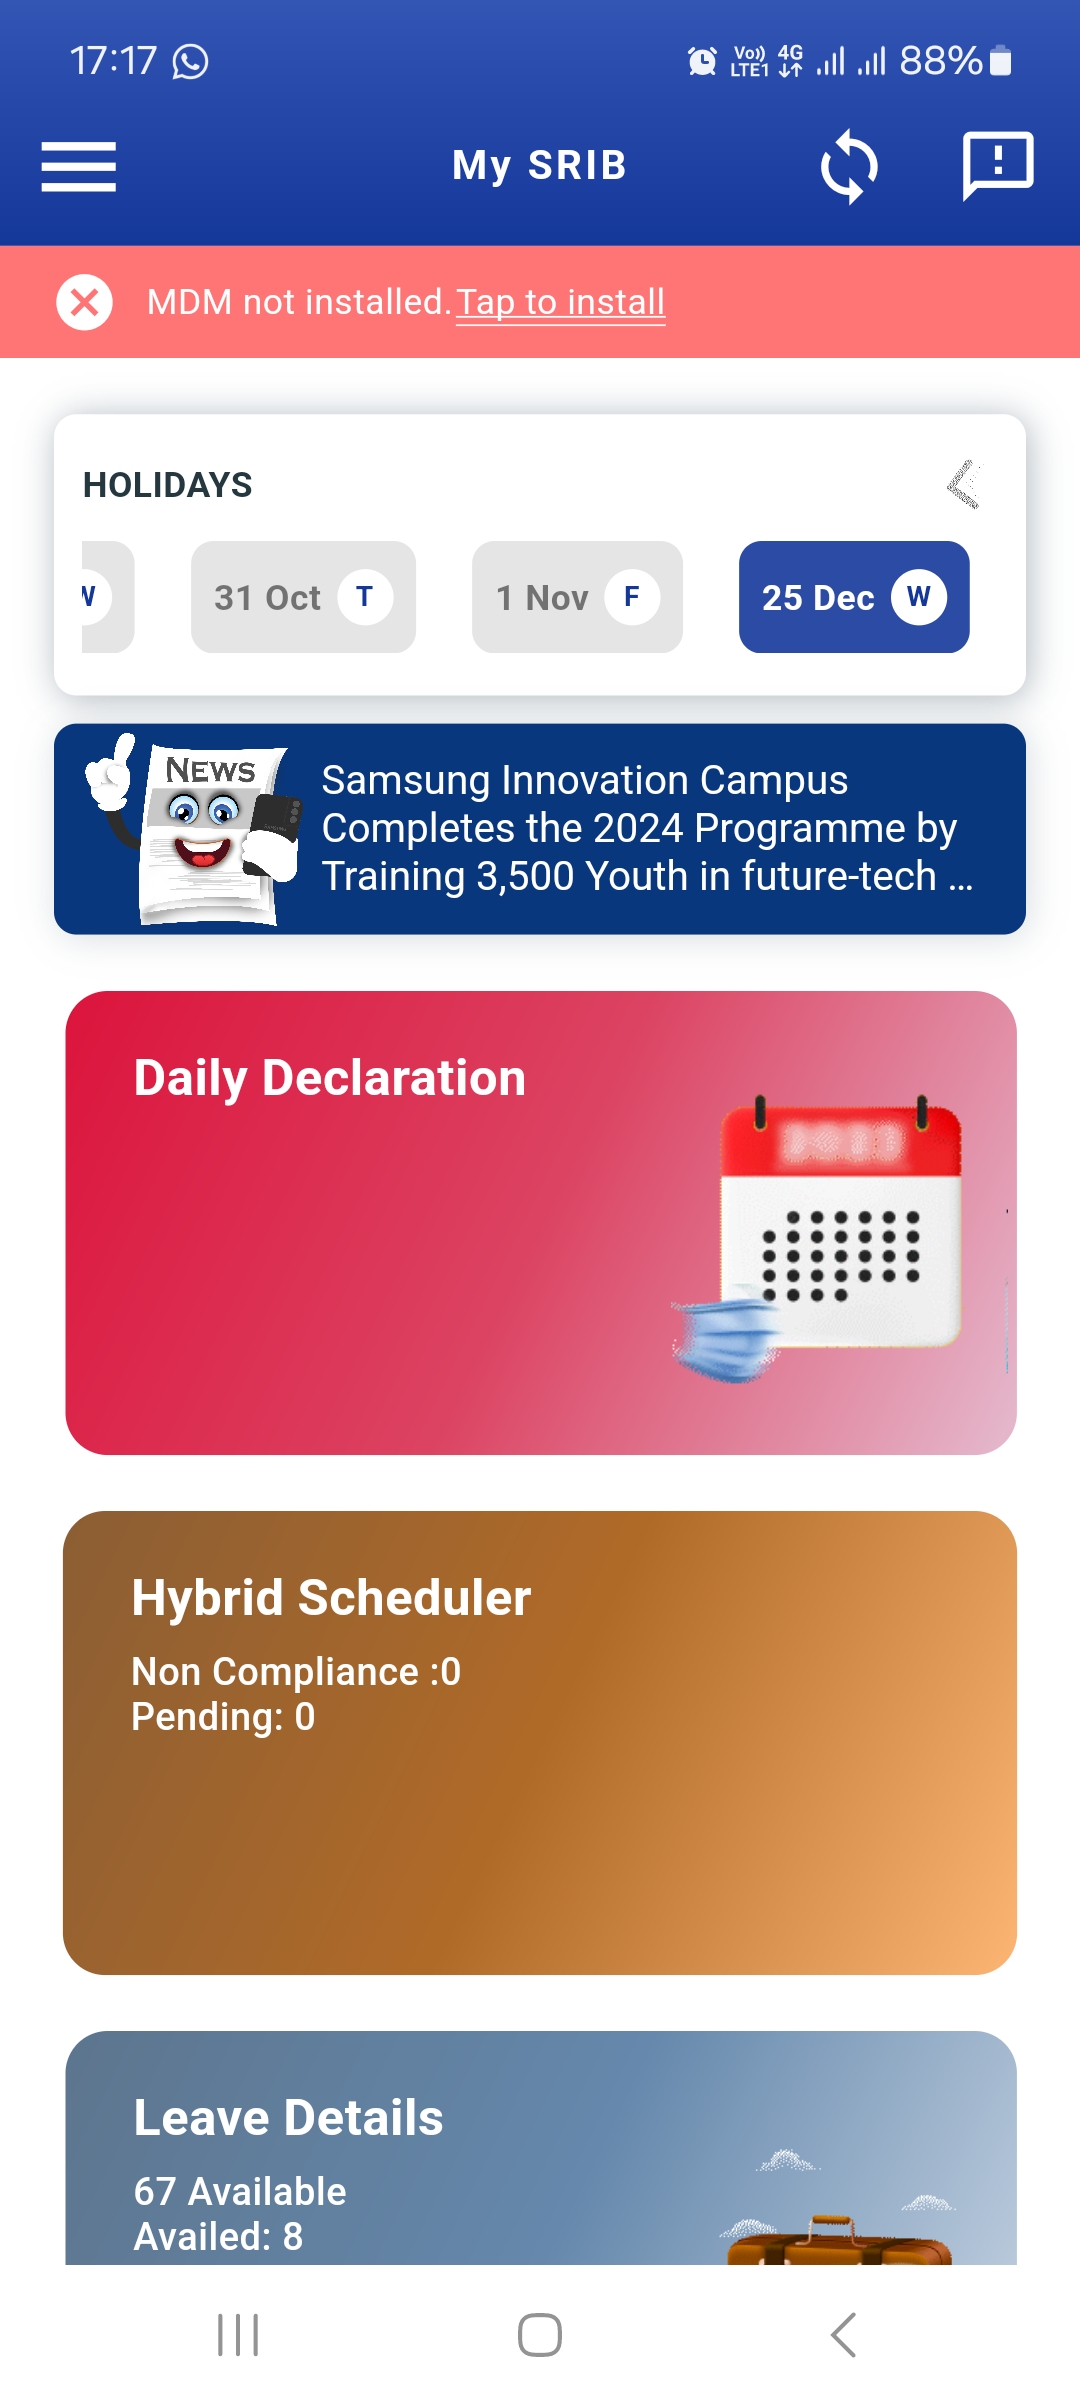 17:17
Vo)) LTE1 4G 88%
My SRIB
MDM not installed. Tap to install
HOLIDAYS
W 31 Oct T 1 Nov F 25 Dec W
NEWS
Samsung Innovation Campus
Completes the 2024 Programme by
Training 3,500 Youth in future-tech ...
Daily Declaration
Hybrid Scheduler
Non Compliance :0
Pending: 0
Leave Details
67 Available
Availed: 8